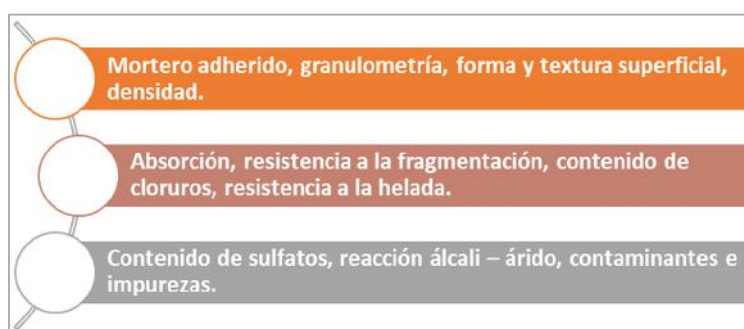 Mortero adherido, granulometría, forma y textura superficial,
densidad.
Absorción, resistencia a la fragmentación, contenido de
cloruros, resistencia a la helada.
Contenido de sulfatos, reacción álcali – árido, contaminantes e
impurezas.